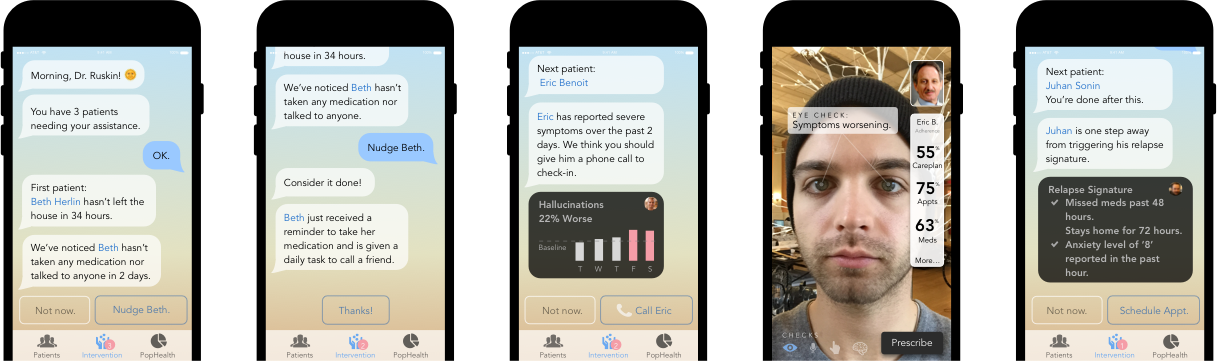 Morning, Dr. Ruskin!
You have 3 patients
needing your assistance.
OK.
First patient:
Beth Herlin hasn't left the
house in 34 hours.
We've noticed Beth hasn't
taken any medication nor
talked to anyone in 2 days.
Not now.
Nudge Beth.
Patients
Intervention
PopHealth
house in 34 hours.
We've noticed Beth hasn't
taken any medication nor
talked to anyone.
Nudge Beth.
Consider it done!
Beth just received a
reminder to take her
medication and is given a
daily task to call a friend.
Thanks!
Patients
Intervention
PopHealth
Next patient:
Eric Benoit
Eric has reported severe
symptoms over the past 2
days. We think you should
give him a phone call to
check-in.
Hallucinations
22% Worse
Baseline
T W T F S
Not now.
Call Eric
Patients
Intervention
PopHealth
EYE CHECK:
Symptoms worsening.
Eric B.
Adherence
55%
Careplan
75%
Appts
63%
Meds
More...
CHECKS
Prescribe
Next patient:
Juhan Sonin
You're done after this.
Juhan is one step away
from triggering his relapse
signature.
Relapse Signature
✓ Missed meds past 48
hours.
Stays home for 72 hours.
✓ Anxiety level of '8'
reported in the past
hour.
Not now.
Schedule Appt.
Patients
Intervention
PopHealth